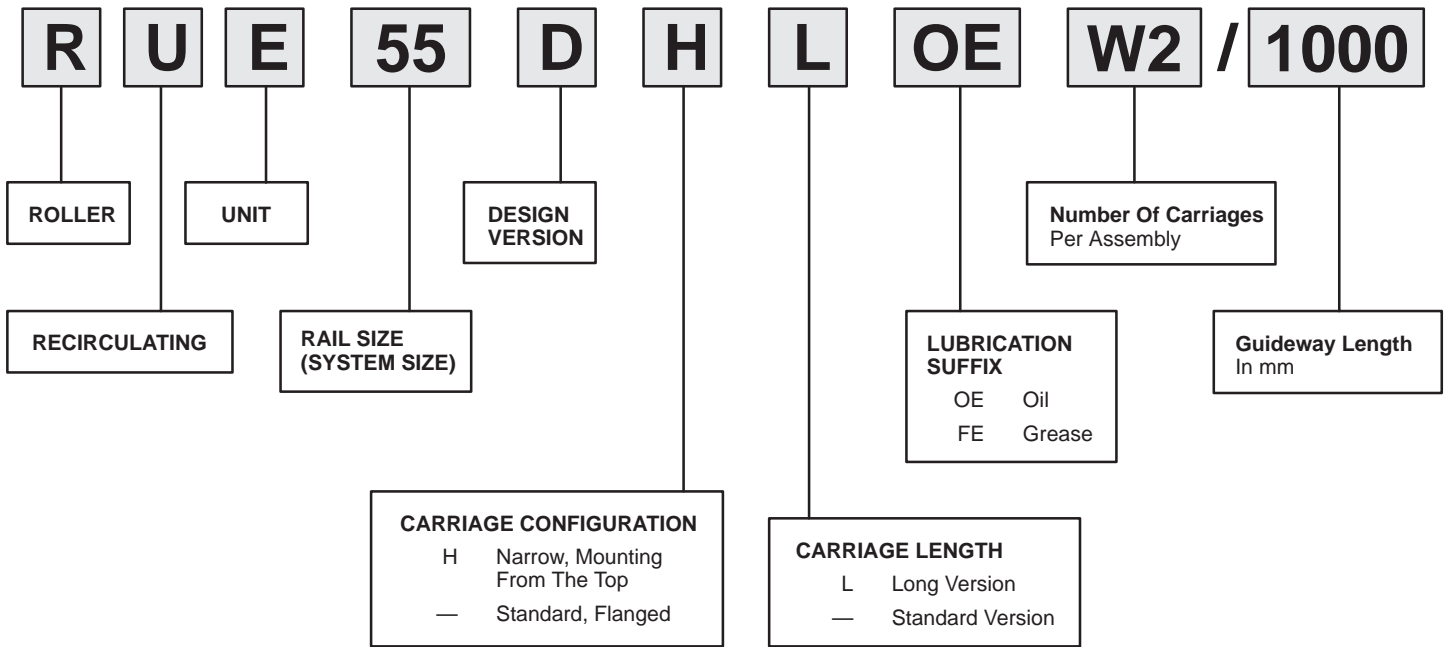 R U E 55 D H L OE W2 / 1000
ROLLER
UNIT
DESIGN
VERSION
Number Of Carriages
Per Assembly
RECIRCULATING
RAIL SIZE
(SYSTEM SIZE)
LUBRICATION
SUFFIX
OE Oil
FE Grease
Guideway Length
In mm
CARRIAGE CONFIGURATION
H Narrow, Mounting
From The Top
— Standard, Flanged
CARRIAGE LENGTH
L Long Version
— Standard Version